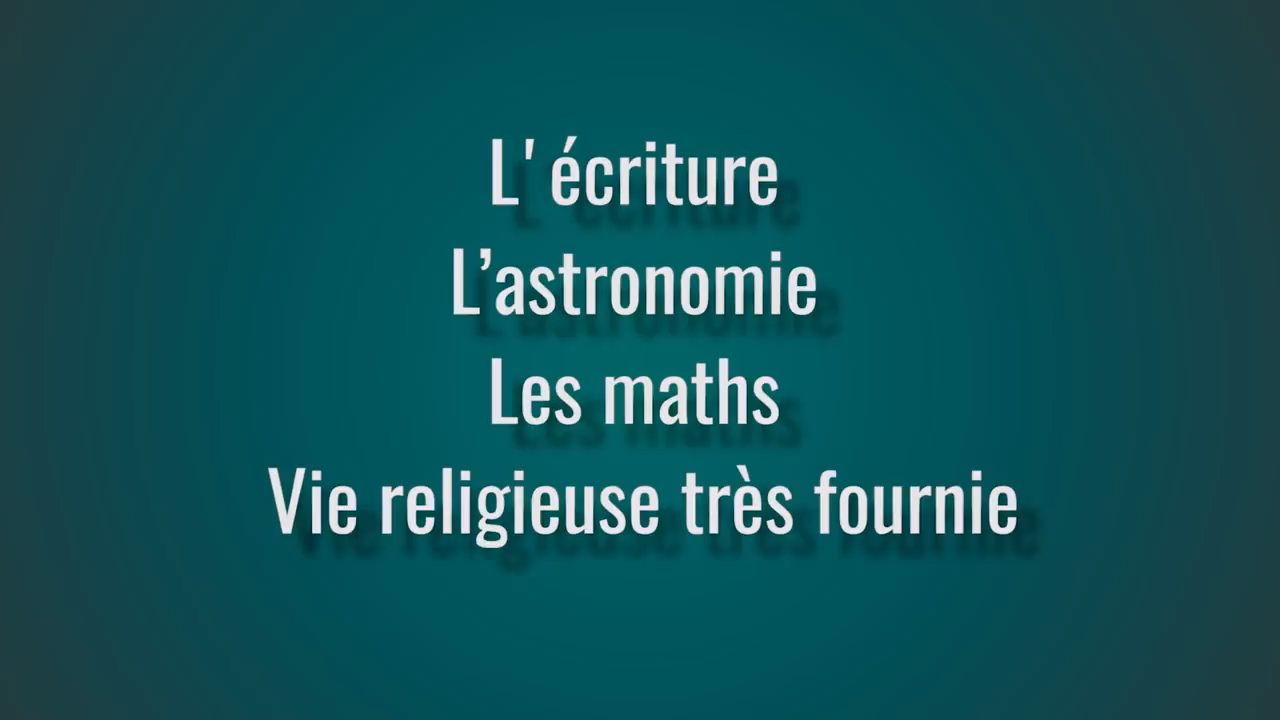 L' écriture
L’astronomie
Les maths
Vie religieuse très fournie